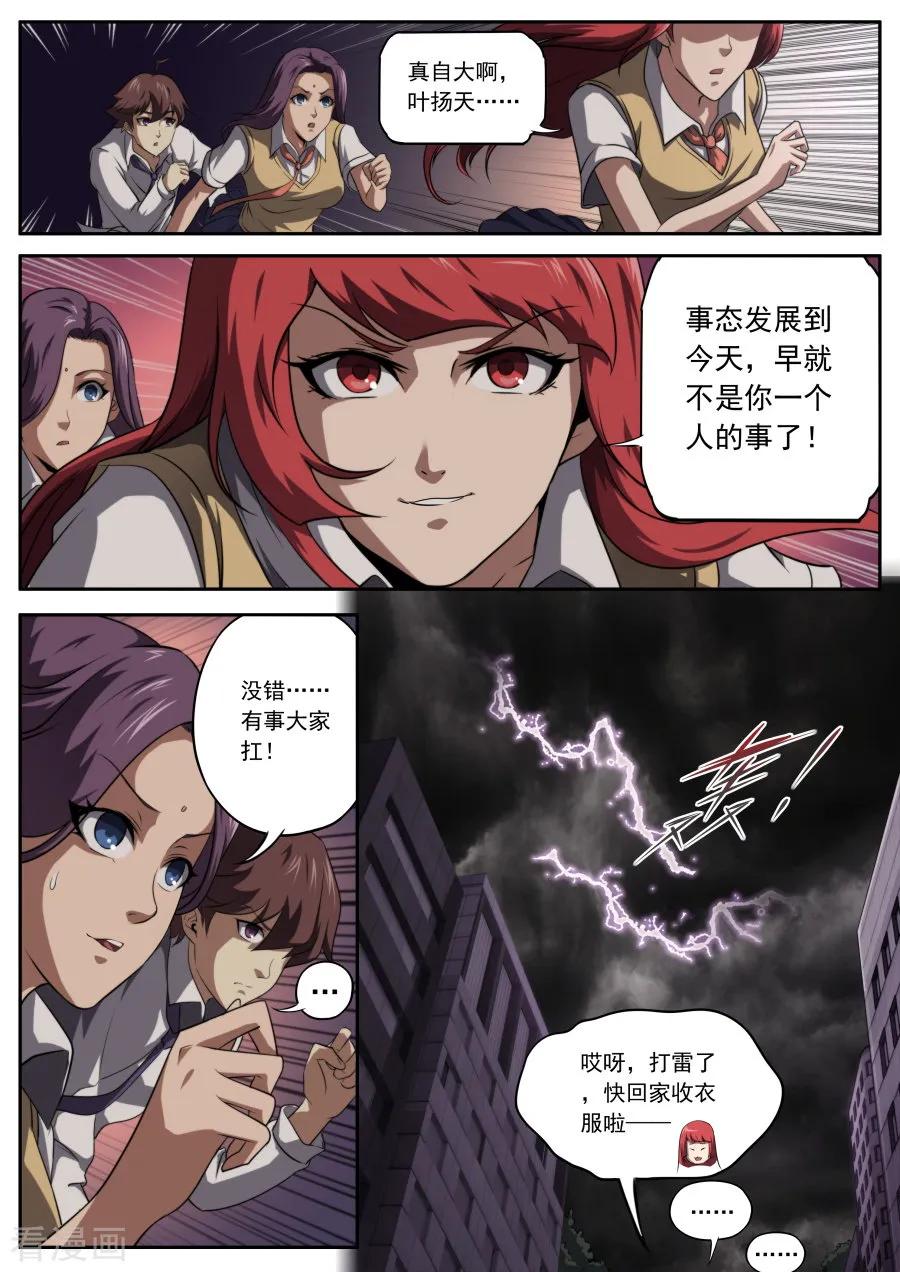 真自大啊，
叶扬天……
事态发展到
今天，早就
不是你一个
人的事了！
没错……
有事大家
扛！
…
轰！
哎呀，打雷了
，快回家收衣
服啦——
……
……
看漫画